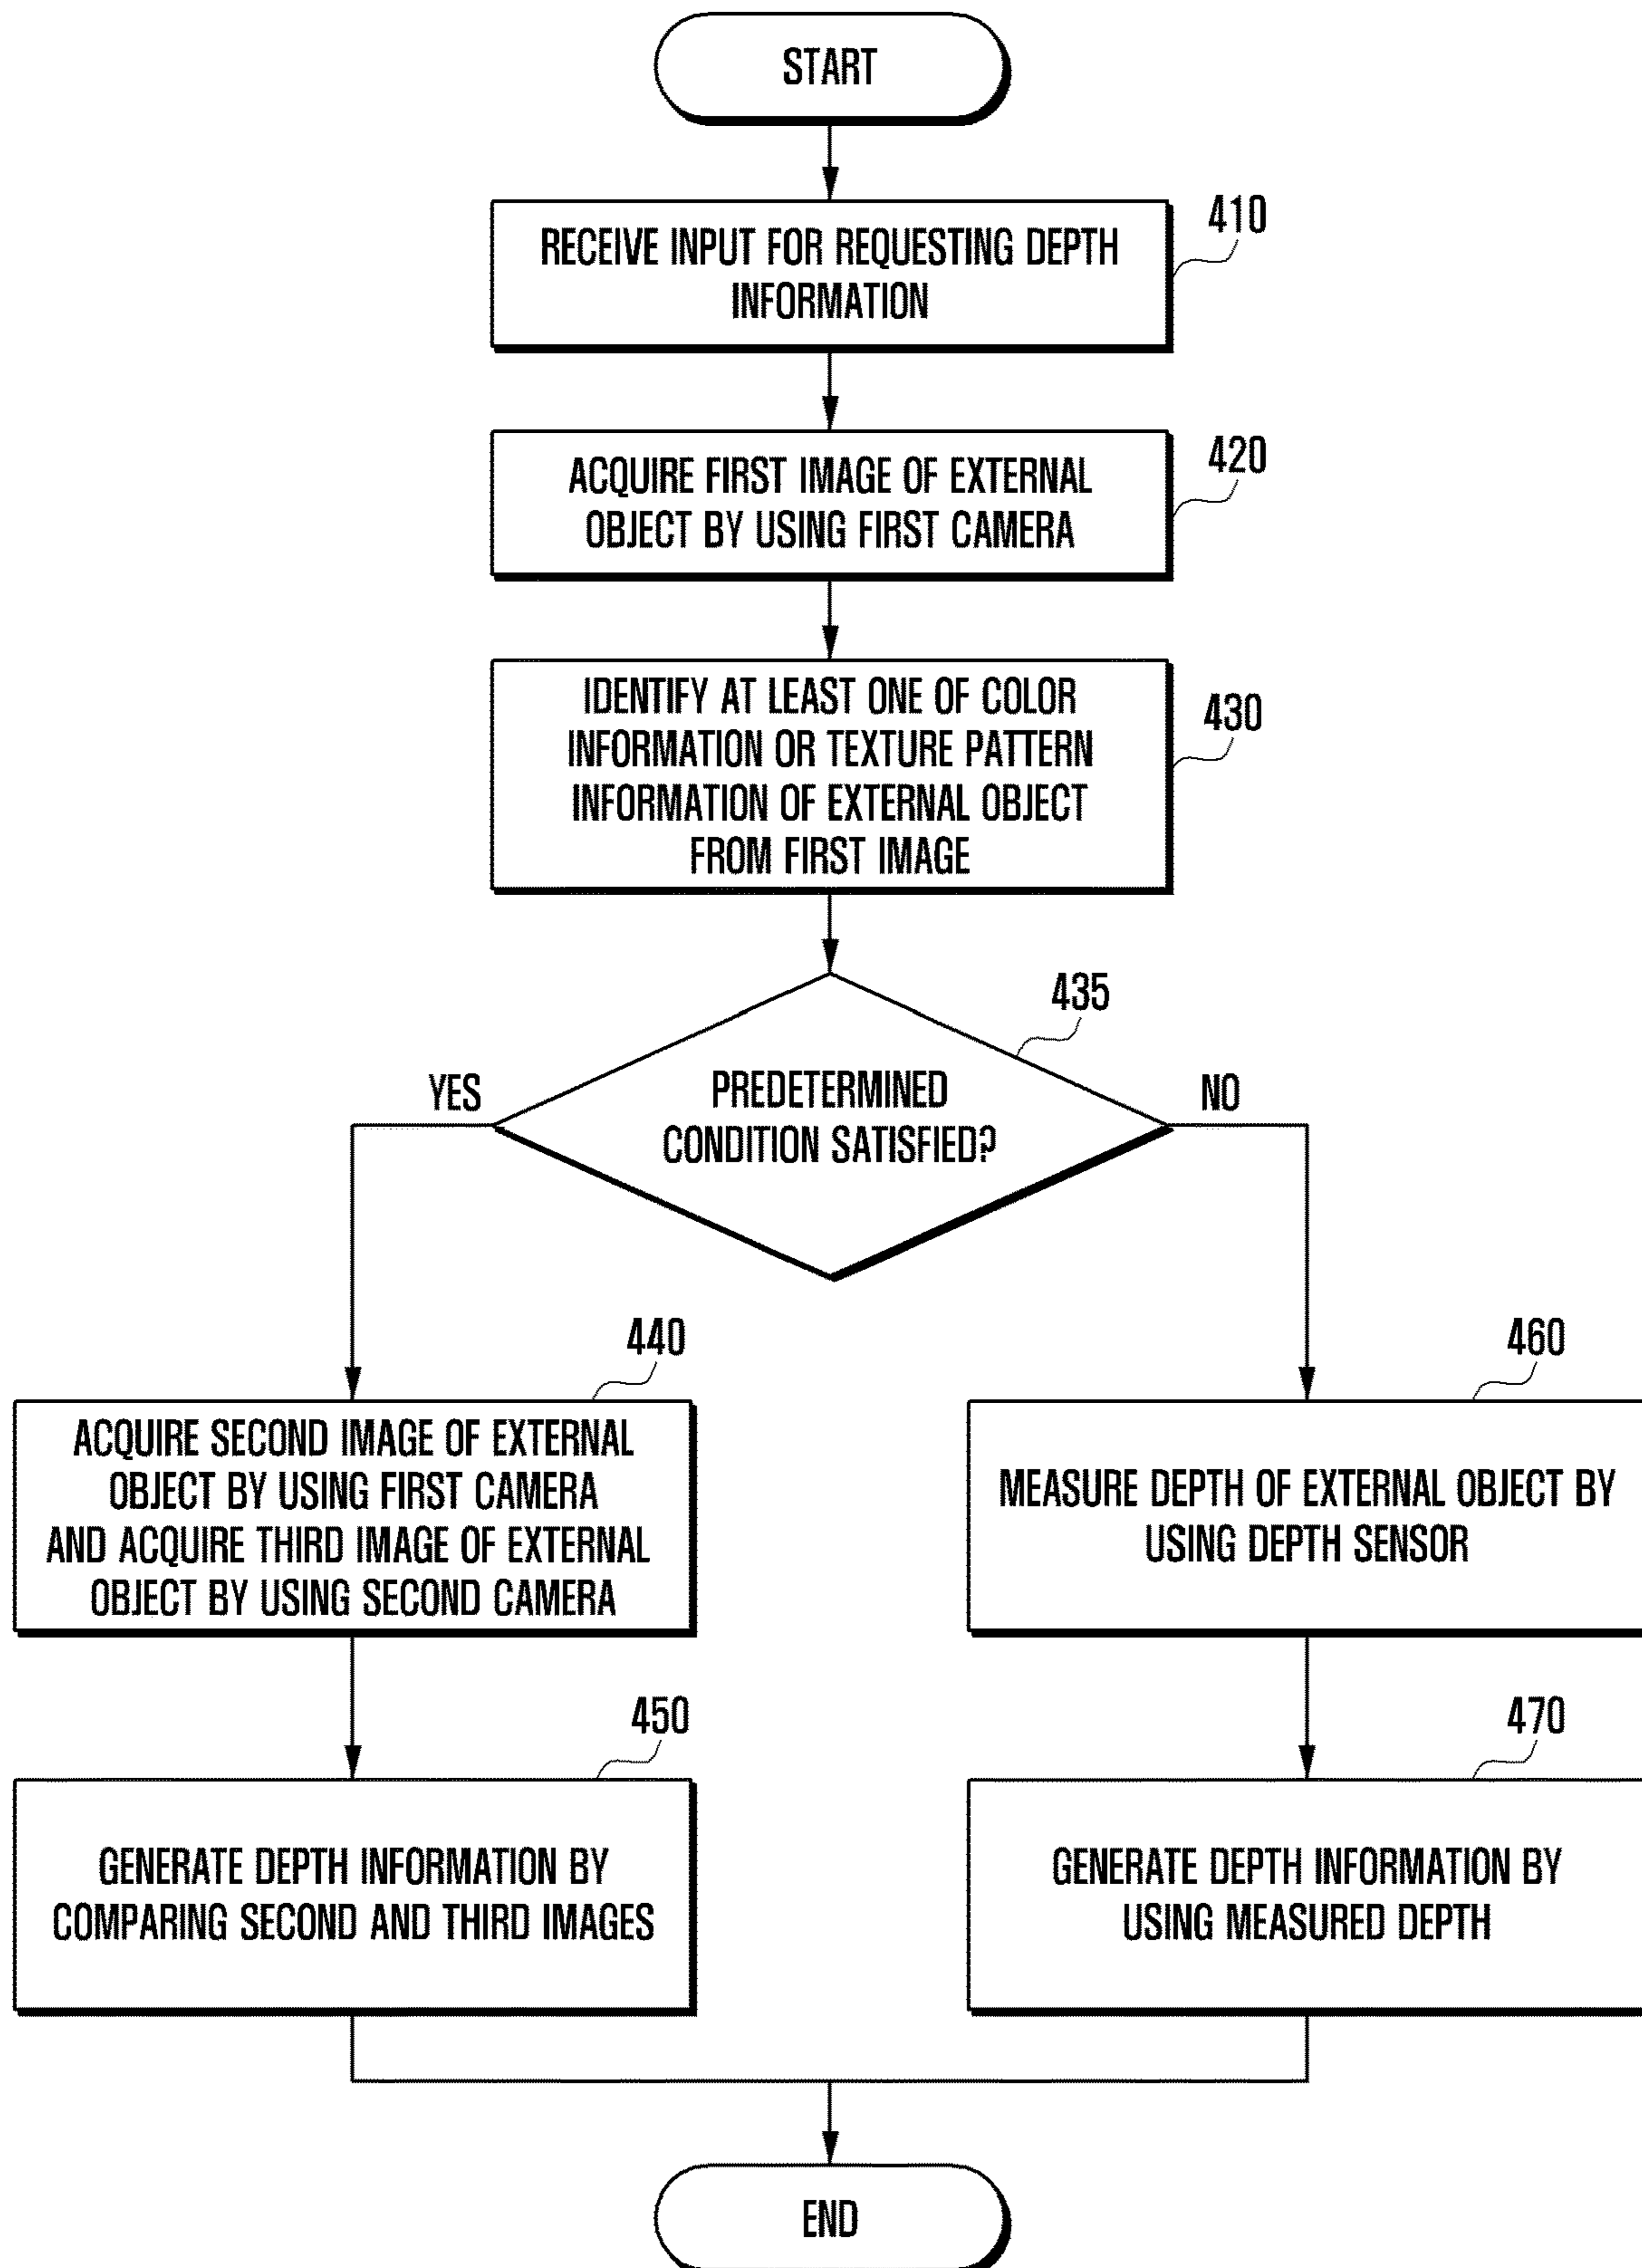 START
410
RECEIVE INPUT FOR REQUESTING DEPTH
INFORMATION
420
ACQUIRE FIRST IMAGE OF EXTERNAL
OBJECT BY USING FIRST CAMERA
430
IDENTIFY AT LEAST ONE OF COLOR
INFORMATION OR TEXTURE PATTERN
INFORMATION OF EXTERNAL OBJECT
FROM FIRST IMAGE
435
YES
PREDETERMINED
CONDITION SATISFIED?
NO
440
ACQUIRE SECOND IMAGE OF EXTERNAL
OBJECT BY USING FIRST CAMERA
AND ACQUIRE THIRD IMAGE OF EXTERNAL
OBJECT BY USING SECOND CAMERA
460
MEASURE DEPTH OF EXTERNAL OBJECT BY
USING DEPTH SENSOR
450
GENERATE DEPTH INFORMATION BY
COMPARING SECOND AND THIRD IMAGES
470
GENERATE DEPTH INFORMATION BY
USING MEASURED DEPTH
END